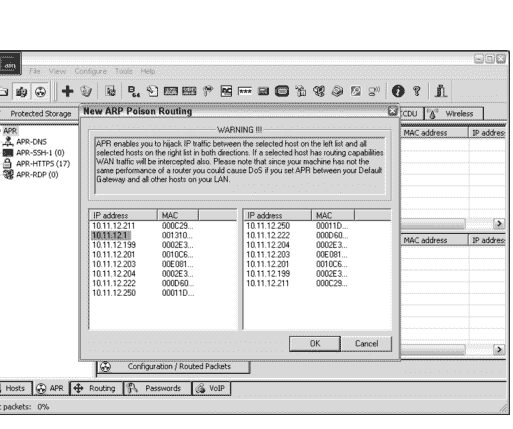 File View Configure Tools Help
Protected Storage
CCDU
Wireless
APR
APR-DNS
APR-SSH-1 (0)
APR-HTTPS (17)
APR-RDP (0)
New ARP Poison Routing
WARNING !!!
APR enables you to hijack IP traffic between the selected host on the left list and all
selected hosts on the right list in both directions. If a selected host has routing capabilities
WAN traffic will be intercepted also. Please note that since your machine has not the
same performance of a router you could cause DoS if you set APR between your Default
Gateway and all other hosts on your LAN.
IP address MAC
10.11.12.211 000C29...
10.11.12.1 001310...
10.11.12.199 0002E3...
10.11.12.201 0010C6...
10.11.12.203 00E081...
10.11.12.204 0002E3...
10.11.12.222 000D60...
10.11.12.250 00011D...
IP address MAC
10.11.12.250 00011D...
10.11.12.222 000D60...
10.11.12.204 0002E3...
10.11.12.203 00E081...
10.11.12.201 0010C6...
10.11.12.199 0002E3...
10.11.12.211 000C29...
OK Cancel
MAC address IP addres
MAC address IP addres
Configuration / Routed Packets
Hosts APR Routing Passwords VoIP
packets: 0%